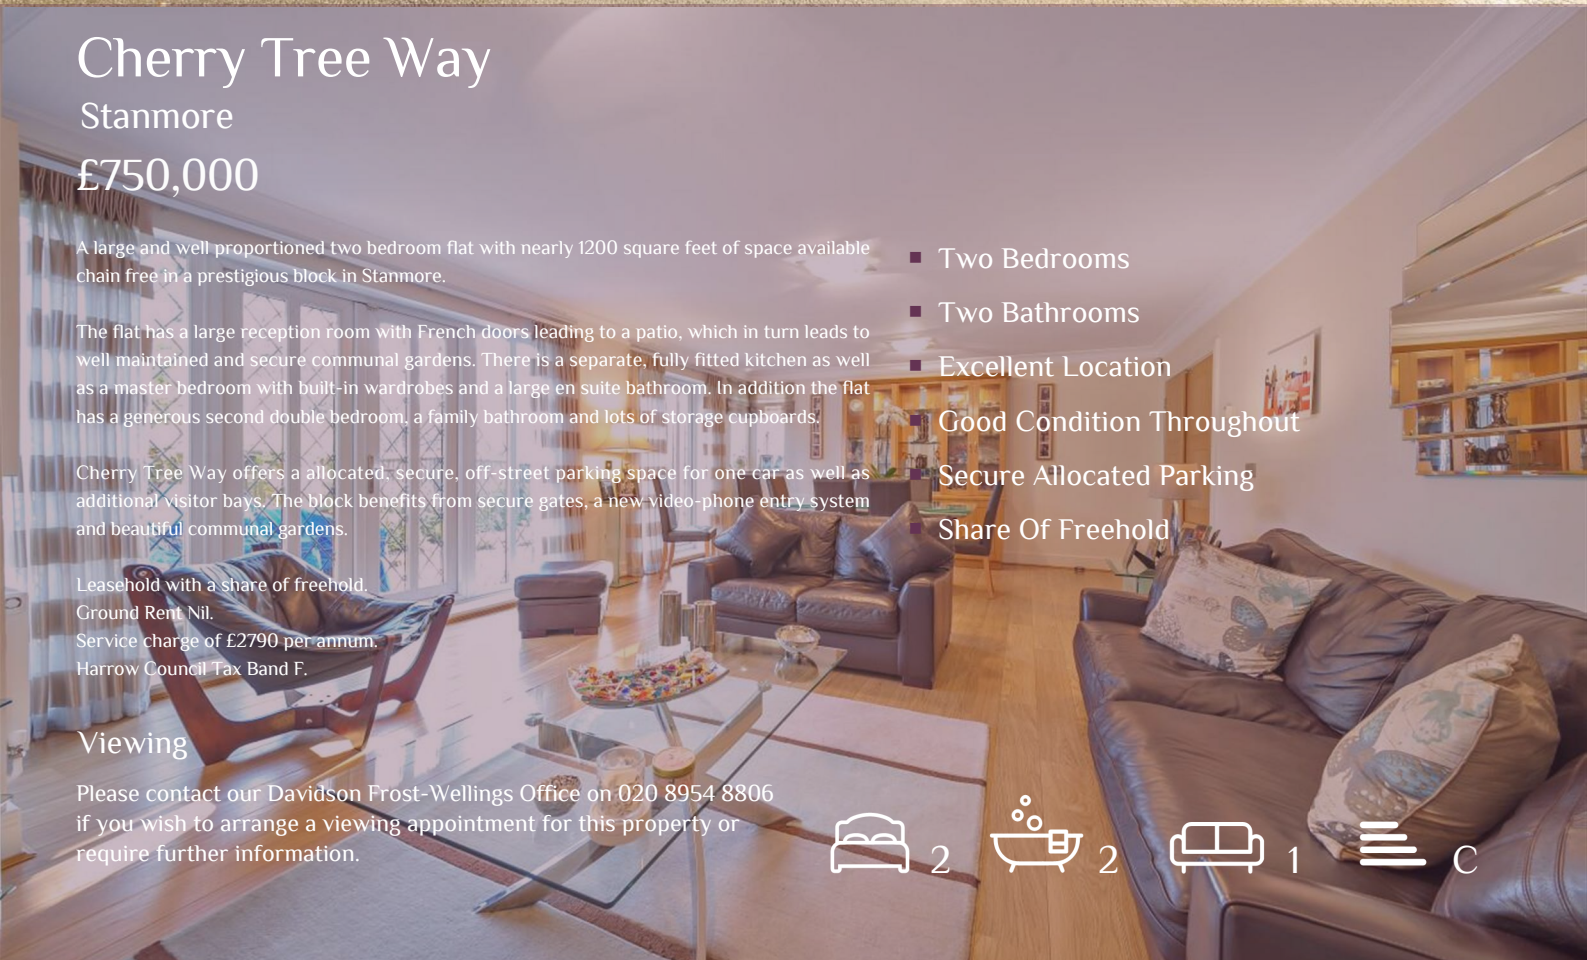 Cherry Tree Way
Stanmore
£750,000
A large and well proportioned two bedroom flat with nearly 1200 square feet of space available
chain free in a prestigious block in Stanmore.
The flat has a large reception room with French doors leading to a patio, which in turn leads to
well maintained and secure communal gardens. There is a separate, fully fitted kitchen as well
as a master bedroom with built-in wardrobes and a large en suite bathroom. In addition the flat
has a generous second double bedroom, a family bathroom and lots of storage cupboards.
Cherry Tree Way offers a allocated, secure, off-street parking space for one car as well as
additional visitor bays. The block benefits from secure gates, a new video-phone entry system
and beautiful communal gardens.
Leasehold with a share of freehold.
Ground Rent Nil.
Service charge of £2790 per annum.
Harrow Council Tax Band F.
Two Bedrooms
Two Bathrooms
Excellent Location
Good Condition Throughout
Secure Allocated Parking
Share Of Freehold
Viewing
Please contact our Davidson Frost-Wellings Office on 020 8954 8806
if you wish to arrange a viewing appointment for this property or
require further information.
2 2 1 C